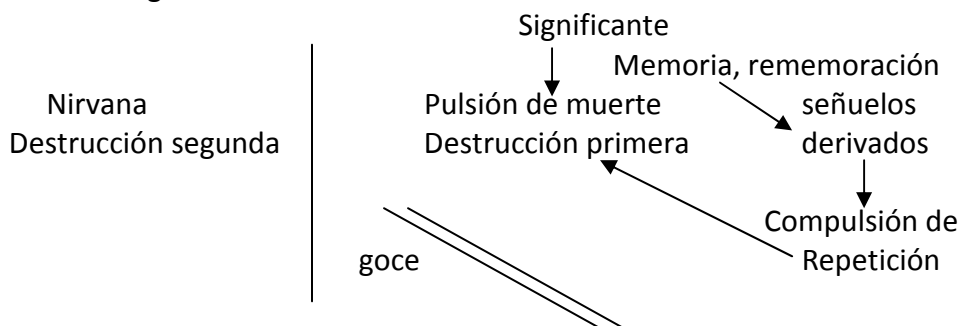 Significante
Memoria, rememoración
Nirvana
Pulsión de muerte
señuelos
Destrucción segunda
Destrucción primera
derivados
Compulsión de
goce
Repetición